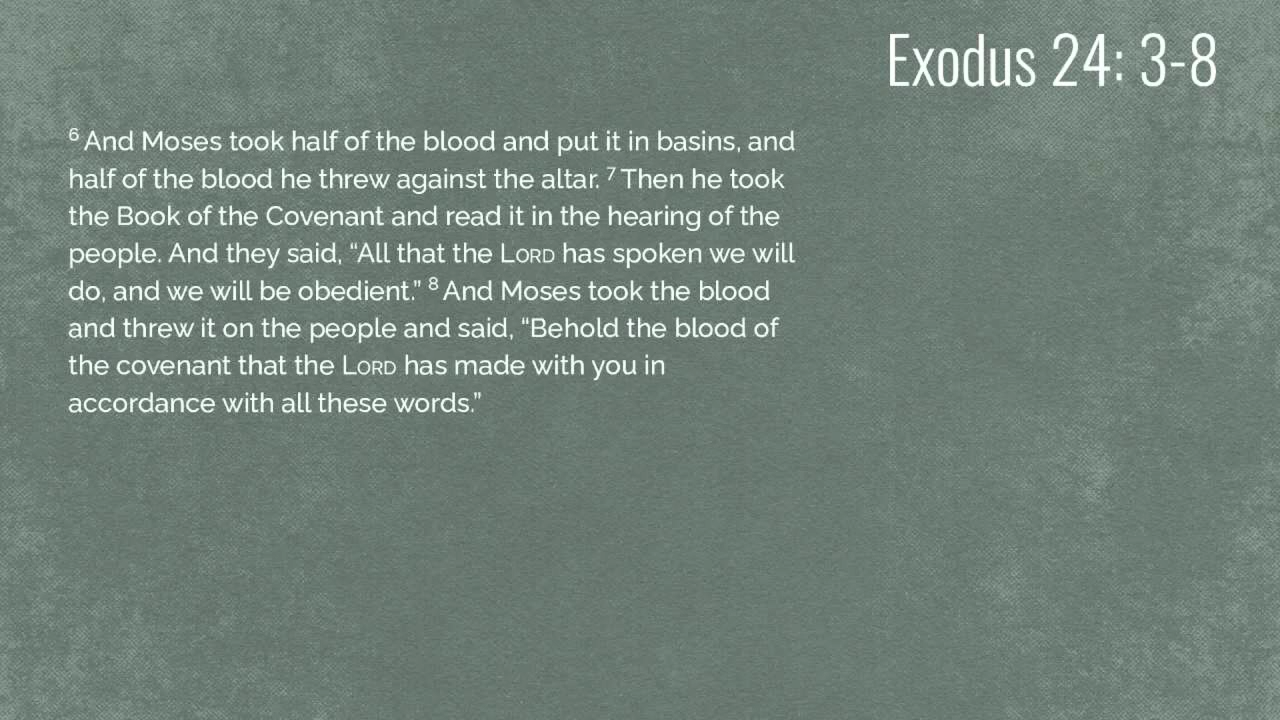 Exodus 24: 3-8
6 And Moses took half of the blood and put it in basins, and
half of the blood he threw against the altar. 7 Then he took
the Book of the Covenant and read it in the hearing of the
people. And they said, “All that the LORD has spoken we will
do, and we will be obedient.” 8 And Moses took the blood
and threw it on the people and said, “Behold the blood of
the covenant that the LORD has made with you in
accordance with all these words.”